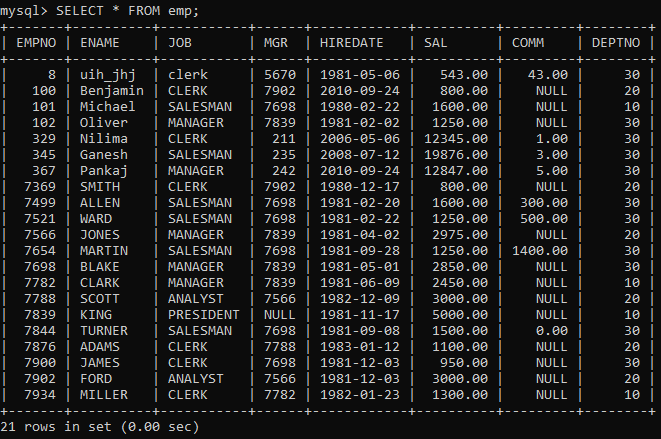 mysql> SELECT * FROM emp;
+-------+----------+-----------+------+------------+----------+---------+--------+
| EMPNO | ENAME    | JOB       | MGR  | HIREDATE   | SAL      | COMM    | DEPTNO |
+-------+----------+-----------+------+------------+----------+---------+--------+
|     8 | uih_jhj  | clerk     | 5670 | 1981-05-06 |   543.00 |   43.00 |     30 |
|   100 | Benjamin | CLERK     | 7902 | 2010-09-24 |   800.00 |    NULL |     20 |
|   101 | Michael  | SALESMAN  | 7698 | 1980-02-22 |  1600.00 |    NULL |     10 |
|   102 | Oliver   | MANAGER   | 7839 | 1981-02-02 |  1250.00 |    NULL |     30 |
|   329 | Nilima   | CLERK     |  211 | 2006-05-06 | 12345.00 |    1.00 |     30 |
|   345 | Ganesh   | SALESMAN  |  235 | 2008-07-12 | 19876.00 |    3.00 |     30 |
|   367 | Pankaj   | MANAGER   |  242 | 2010-09-24 | 12847.00 |    5.00 |     30 |
|  7369 | SMITH    | CLERK     | 7902 | 1980-12-17 |   800.00 |    NULL |     20 |
|  7499 | ALLEN    | SALESMAN  | 7698 | 1981-02-20 |  1600.00 |  300.00 |     30 |
|  7521 | WARD     | SALESMAN  | 7698 | 1981-02-22 |  1250.00 |  500.00 |     30 |
|  7566 | JONES    | MANAGER   | 7839 | 1981-04-02 |  2975.00 |    NULL |     20 |
|  7654 | MARTIN   | SALESMAN  | 7698 | 1981-09-28 |  1250.00 | 1400.00 |     30 |
|  7698 | BLAKE    | MANAGER   | 7839 | 1981-05-01 |  2850.00 |    NULL |     30 |
|  7782 | CLARK    | MANAGER   | 7839 | 1981-06-09 |  2450.00 |    NULL |     10 |
|  7788 | SCOTT    | ANALYST   | 7566 | 1982-12-09 |  3000.00 |    NULL |     20 |
|  7839 | KING     | PRESIDENT | NULL | 1981-11-17 |  5000.00 |    NULL |     10 |
|  7844 | TURNER   | SALESMAN  | 7698 | 1981-09-08 |  1500.00 |    0.00 |     30 |
|  7876 | ADAMS    | CLERK     | 7788 | 1983-01-12 |  1100.00 |    NULL |     20 |
|  7900 | JAMES    | CLERK     | 7698 | 1981-12-03 |   950.00 |    NULL |     30 |
|  7902 | FORD     | ANALYST   | 7566 | 1981-12-03 |  3000.00 |    NULL |     20 |
|  7934 | MILLER   | CLERK     | 7782 | 1982-01-23 |  1300.00 |    NULL |     10 |
+-------+----------+-----------+------+------------+----------+---------+--------+
21 rows in set (0.00 sec)